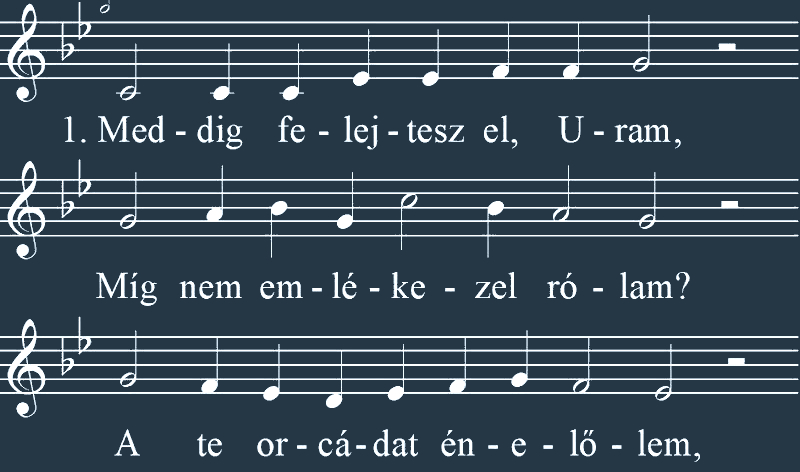 1. Med - dig fe - lej - tesz el, U - ram,
Míg nem em - lé - ke - zel ró - lam?
A te or - cá - dat én - e - lő - lem,